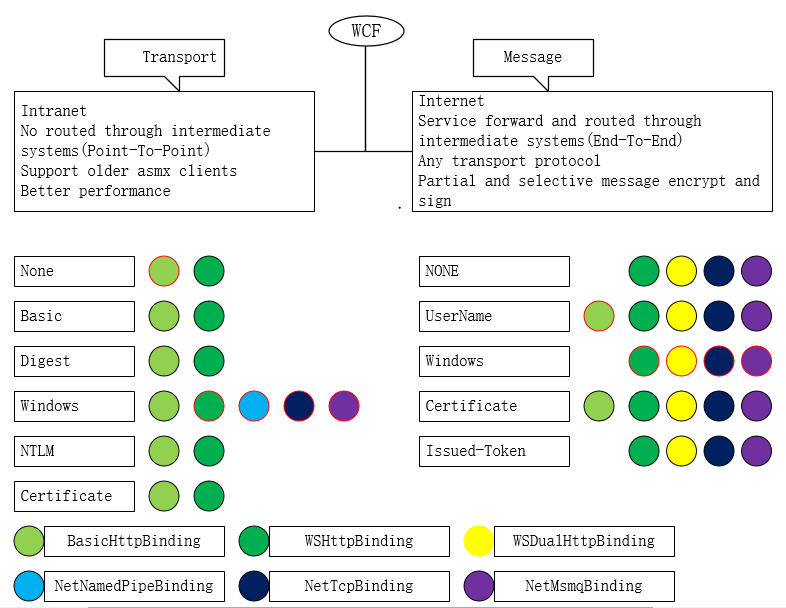 WCF
Transport
Message
Intranet
No routed through intermediate
systems(Point-To-Point)
Support older asmx clients
Better performance
Internet
Service forward and routed through
intermediate systems(End-To-End)
Any transport protocol
Partial and selective message encrypt and
sign
None
Basic
Digest
Windows
NTLM
Certificate
NONE
UserName
Windows
Certificate
Issued-Token
BasicHttpBinding
WSHttpBinding
WSDualHttpBinding
NetNamedPipeBinding
NetTcpBinding
NetMsmqBinding